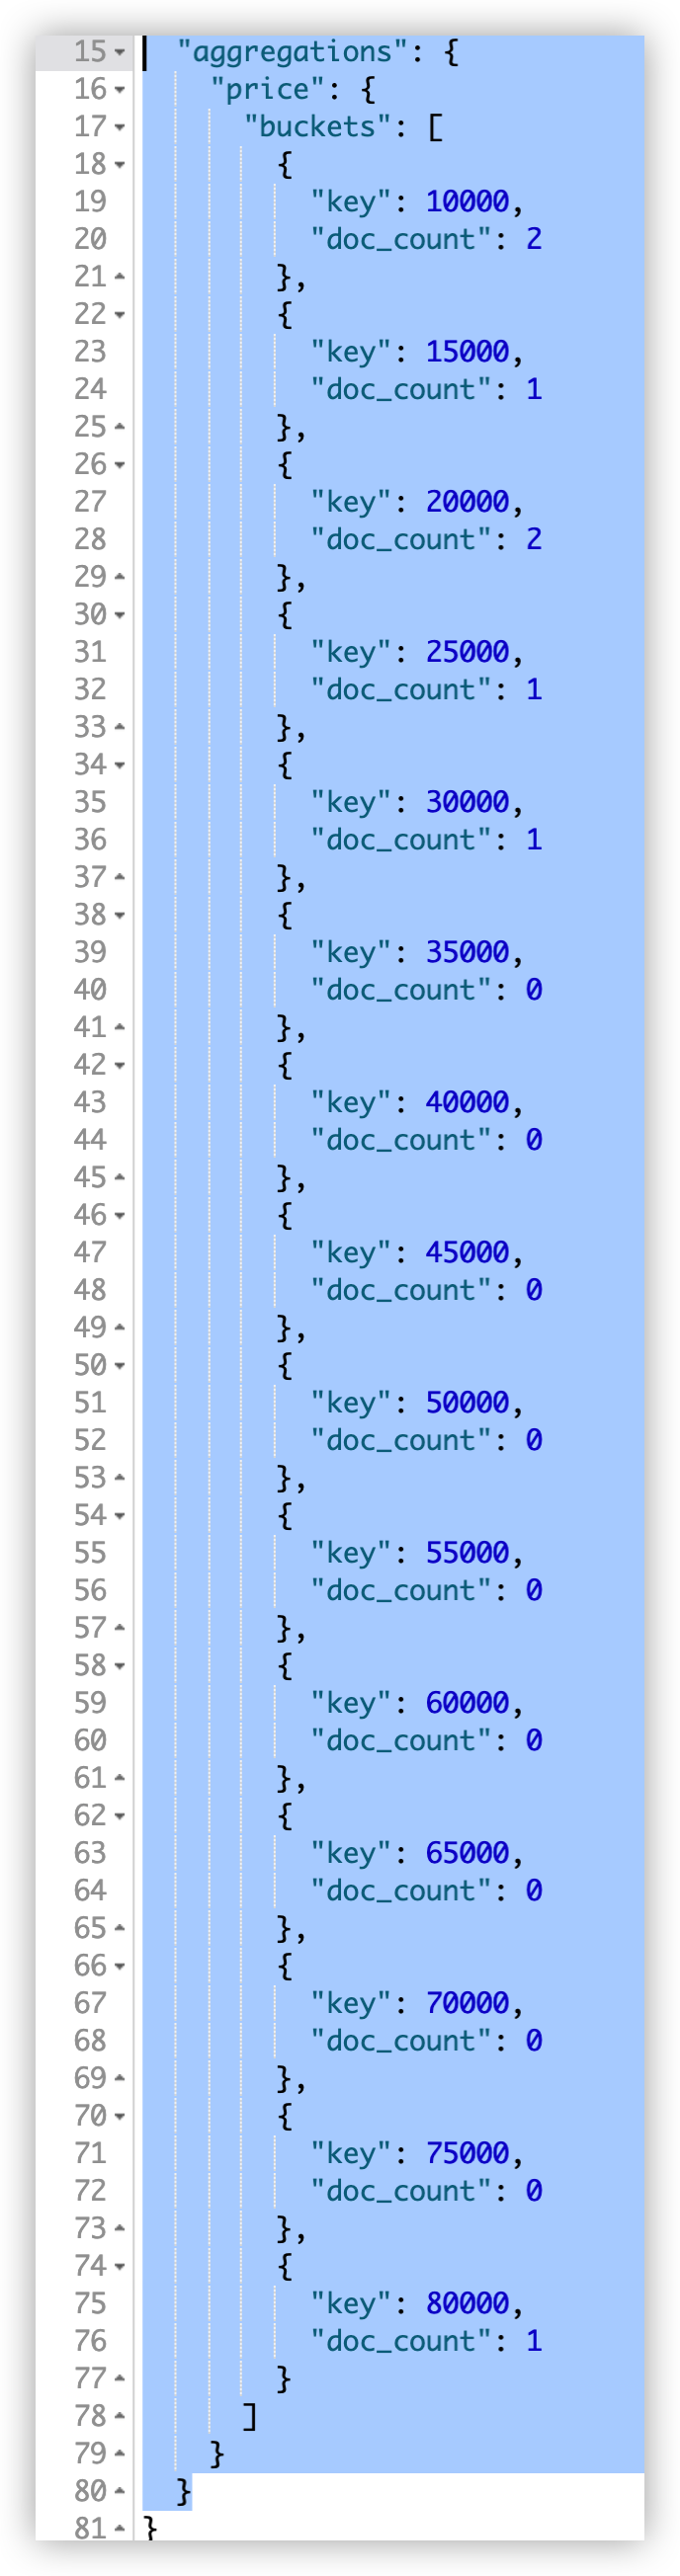 15 "aggregations": {
16 "price": {
17 "buckets": [
18 {
19 "key": 10000,
20 "doc_count": 2
21 },
22 {
23 "key": 15000,
24 "doc_count": 1
25 },
26 {
27 "key": 20000,
28 "doc_count": 2
29 },
30 {
31 "key": 25000,
32 "doc_count": 1
33 },
34 {
35 "key": 30000,
36 "doc_count": 1
37 },
38 {
39 "key": 35000,
40 "doc_count": 0
41 },
42 {
43 "key": 40000,
44 "doc_count": 0
45 },
46 {
47 "key": 45000,
48 "doc_count": 0
49 },
50 {
51 "key": 50000,
52 "doc_count": 0
53 },
54 {
55 "key": 55000,
56 "doc_count": 0
57 },
58 {
59 "key": 60000,
60 "doc_count": 0
61 },
62 {
63 "key": 65000,
64 "doc_count": 0
65 },
66 {
67 "key": 70000,
68 "doc_count": 0
69 },
70 {
71 "key": 75000,
72 "doc_count": 0
73 },
74 {
75 "key": 80000,
76 "doc_count": 1
77 }
78 ]
79 }
80 }
81 }